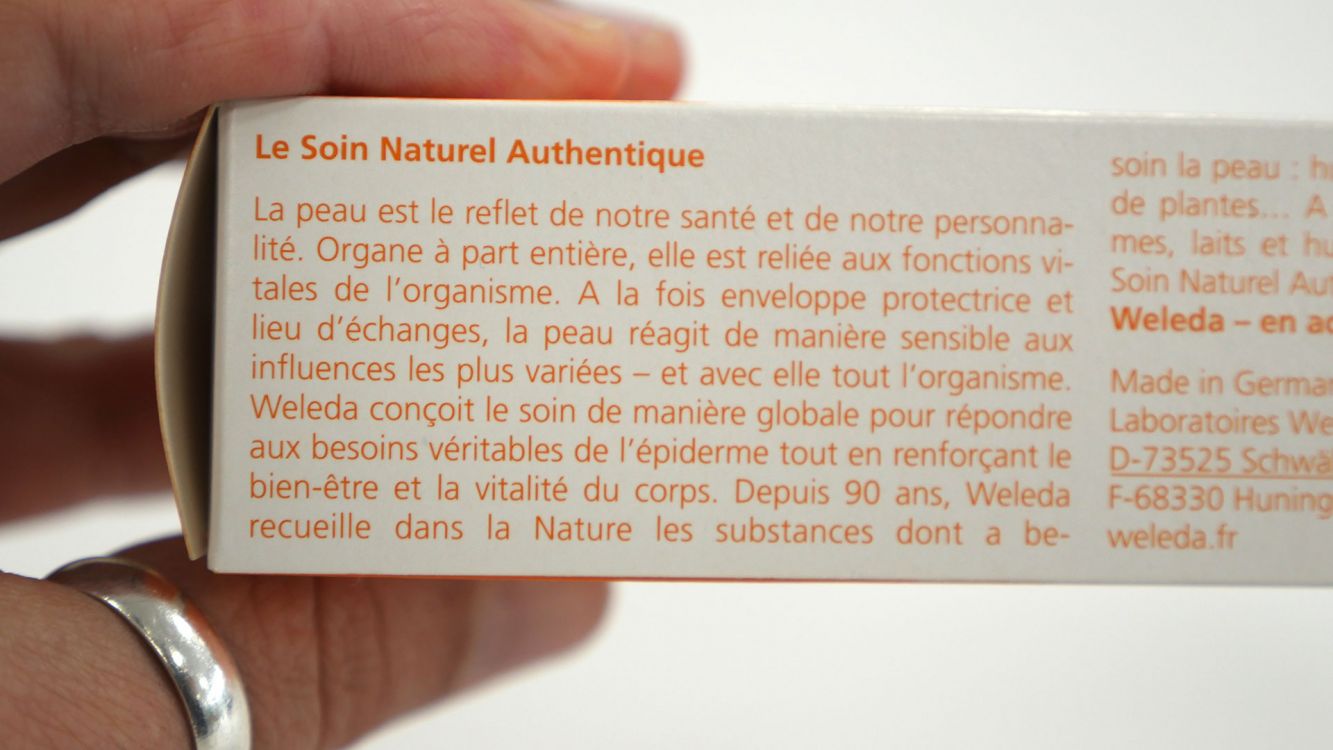 Le Soin Naturel Authentique
La peau est le reflet de notre santé et de notre personna-
lité. Organe à part entière, elle est reliée aux fonctions vi-
tales de l'organisme. A la fois enveloppe protectrice et
lieu d'échanges, la peau réagit de manière sensible aux
influences les plus variées – et avec elle tout l'organisme.
Weleda conçoit le soin de manière globale pour répondre
aux besoins véritables de l'épiderme tout en renforçant le
bien-être et la vitalité du corps. Depuis 90 ans, Weleda
recueille dans la Nature les substances dont a be-
soin la peau :
de plantes... A
mes, laits et
Soin Naturel
Weleda – en
Made in
Laboratoires
D-73525
F-68330
weleda.fr